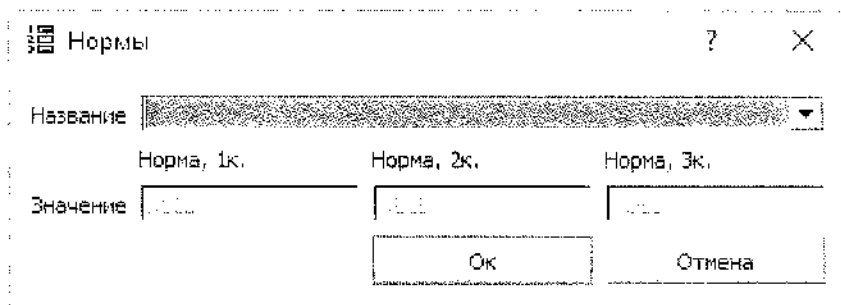 Нормы
Название
Норма, 1к. Норма, 2к. Норма, 3к.
Значение
Ок Отмена